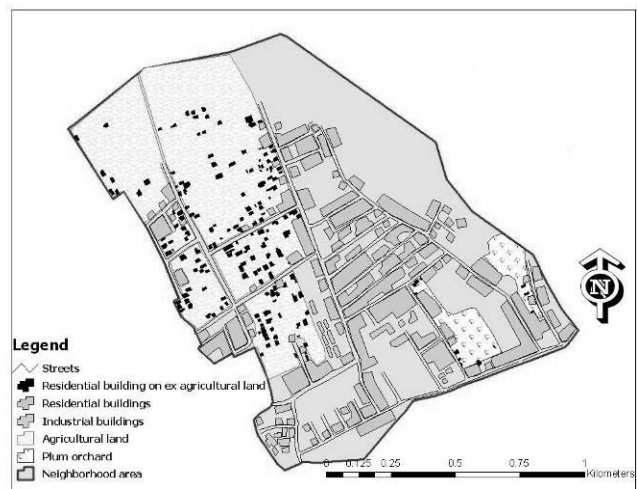 N
Legend
Streets
Residential building on ex agricultural land
Residential buildings
Industrial buildings
Agricultural land
Plum orchard
Neighborhood area
0 0.125 0.25 0.5 0.75 1
Kilometers